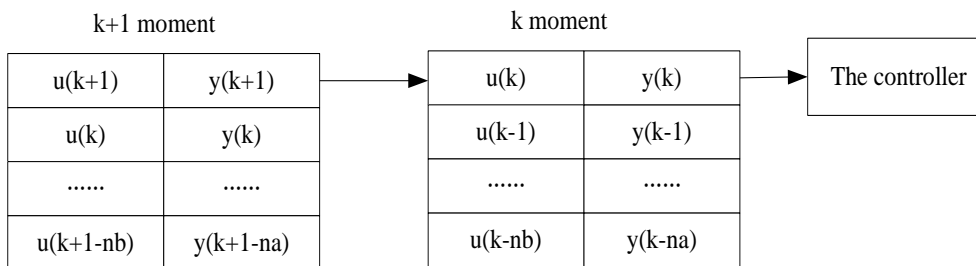 k+1 moment
k moment
u(k+1) y(k+1)
u(k) y(k)
The controller
u(k) y(k)
u(k-1) y(k-1)
...... ......
...... ......
u(k+1-nb) y(k+1-na)
u(k-nb) y(k-na)